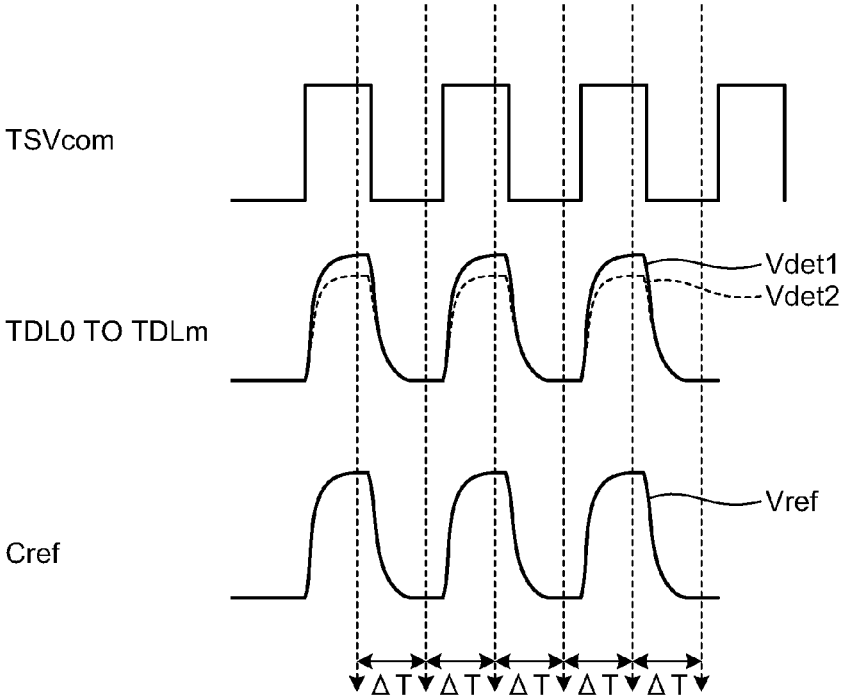 TSVcom
Vdet1
Vdet2
TDL0 TO TDLm
Vref
Cref
ΔT ΔT ΔT ΔT ΔT